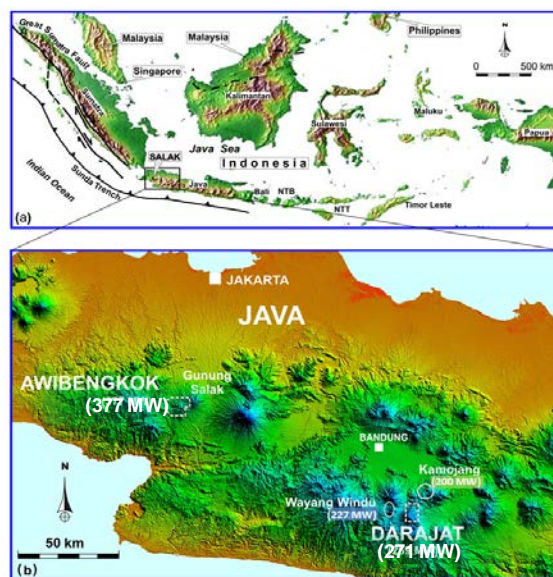 Great Sumatra Fault
Malaysia
Malaysia
Philippines
N
0 500 km
Singapore
Sumatra
Kalimantan
Sulawesi
Maluku
Papua
Java Sea
SALAK
Indonesia
Java
Bali NTB
NTT
Timor Leste
Sunda Trench
Indian Ocean
(a)
JAKARTA
JAVA
AWIBENGKOK
(377 MW)
Gunung
Salak
BANDUNG
Kamojang
(200 MW)
Wayang Windu
(227 MW)
DARAJAT
(271 MW)
N
50 km
(b)